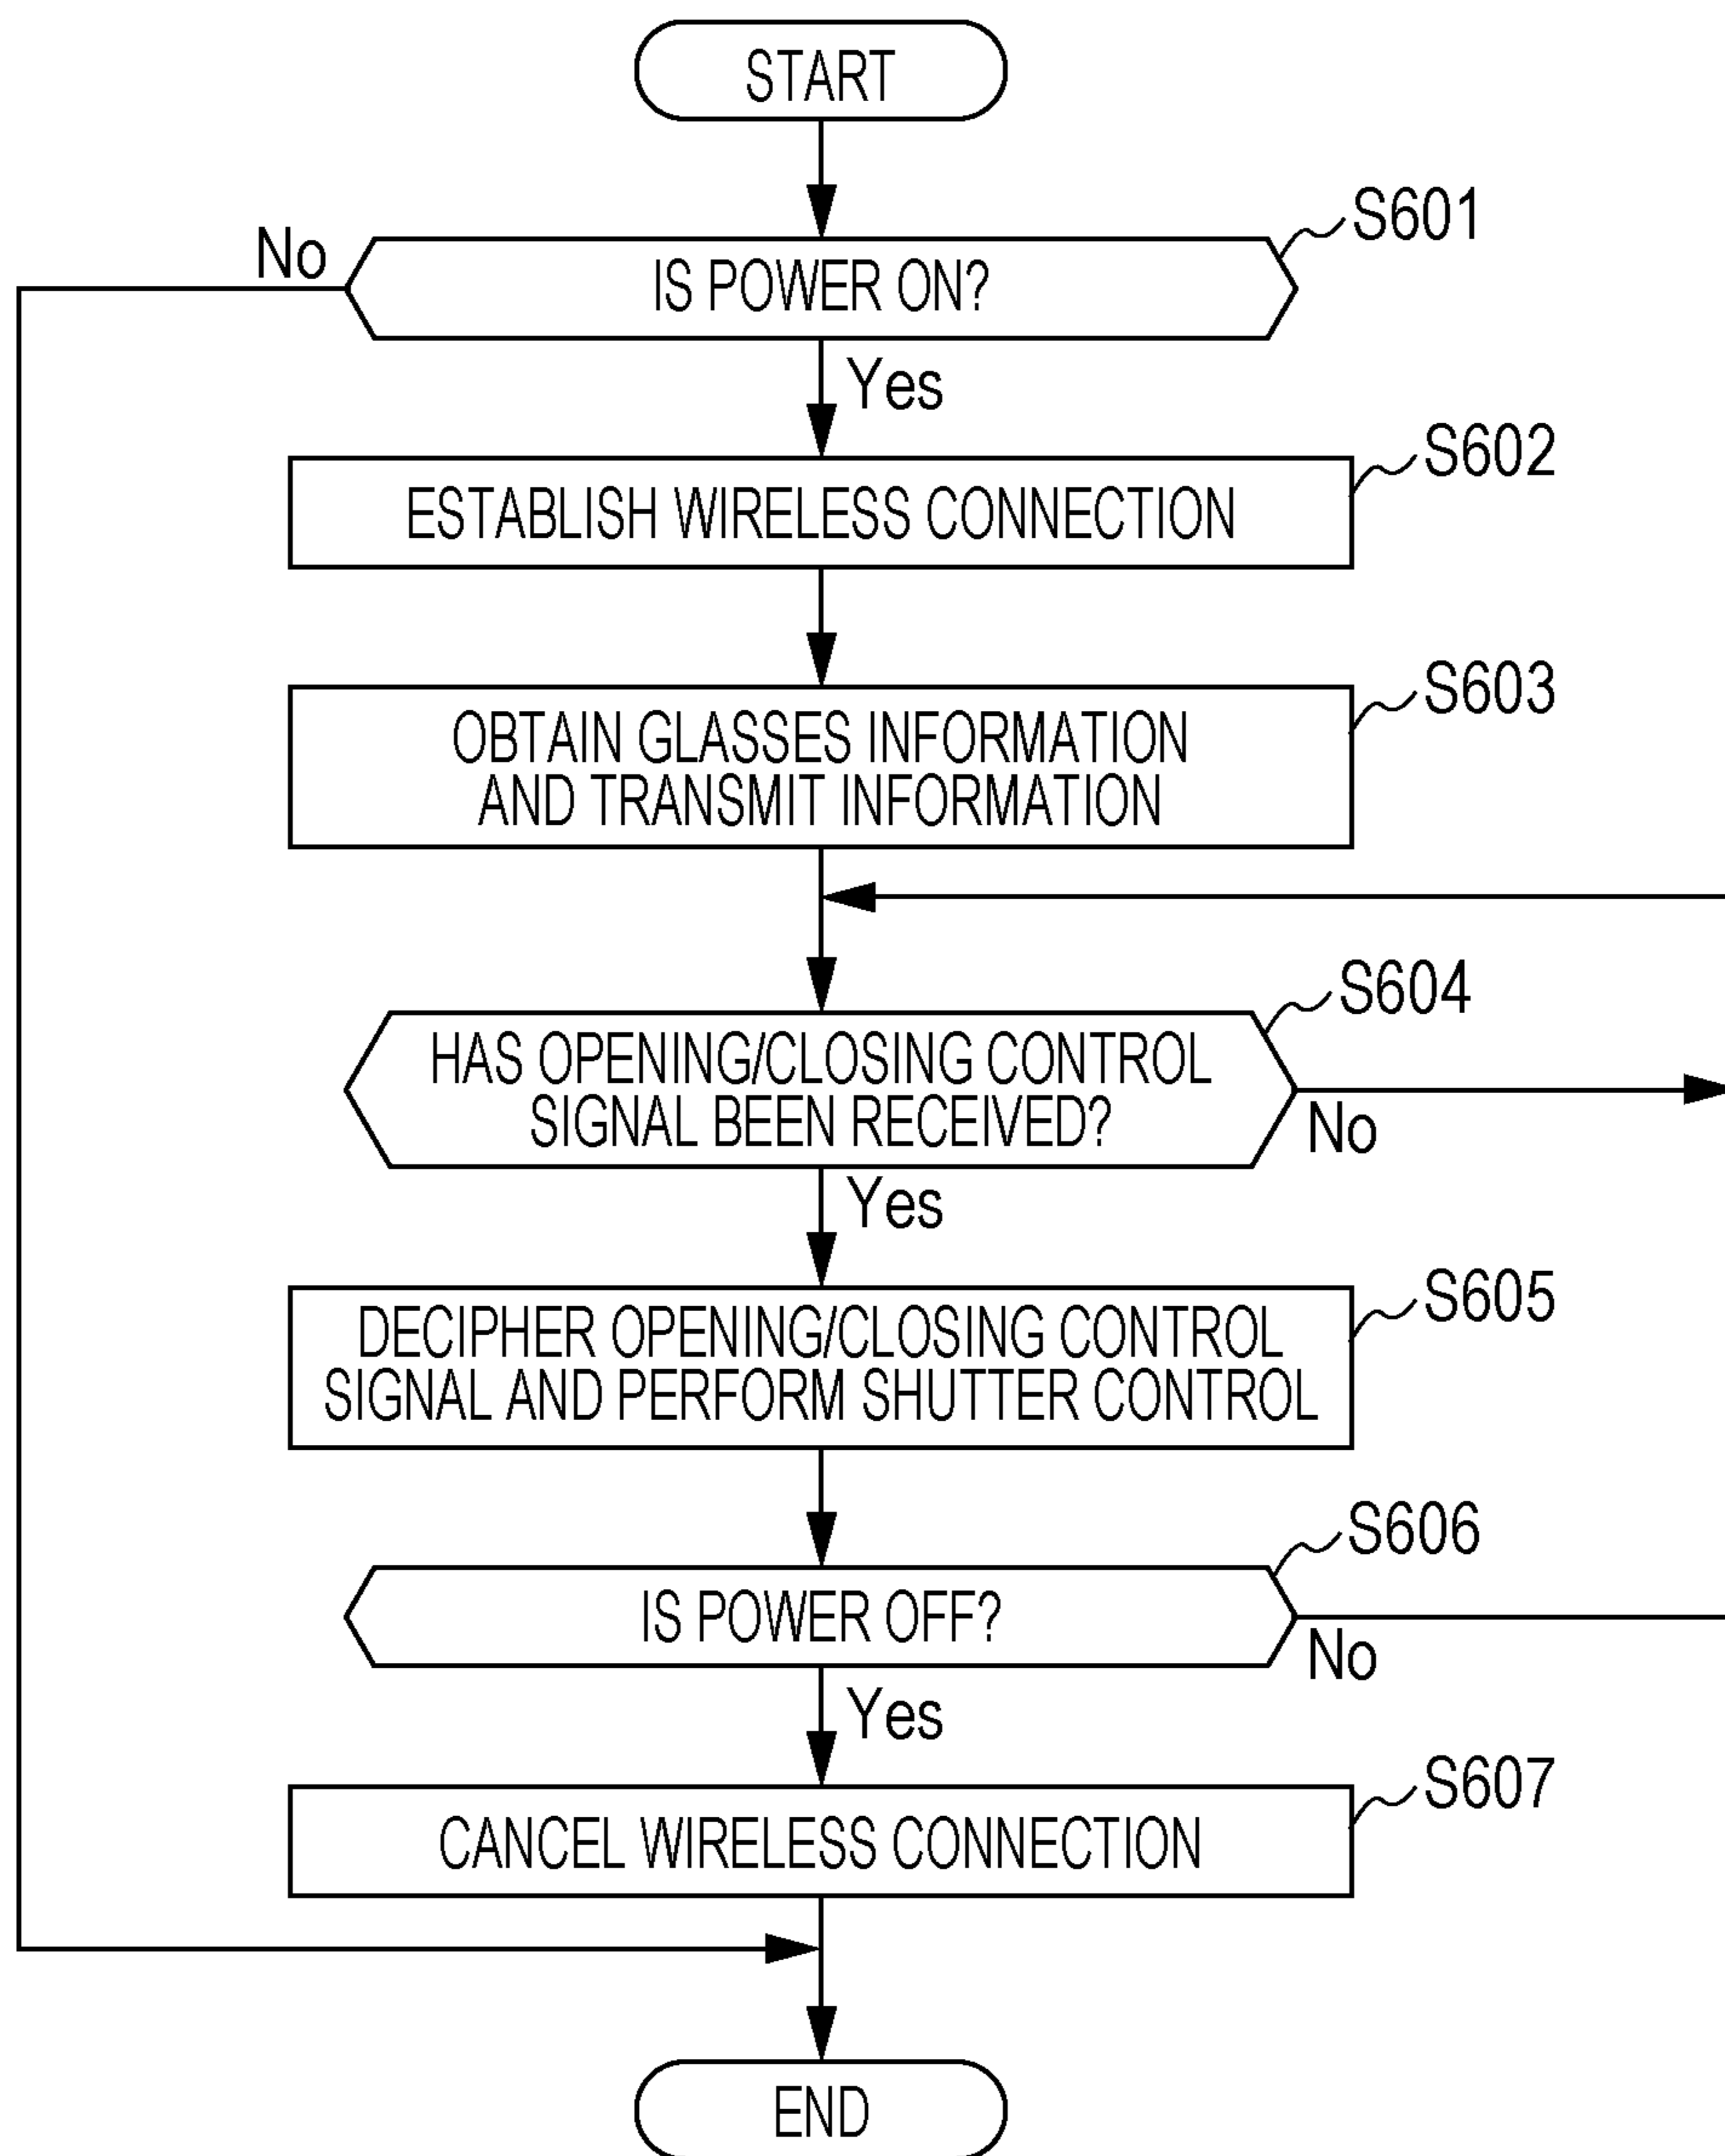 START
No
IS POWER ON?
S601
Yes
ESTABLISH WIRELESS CONNECTION
S602
OBTAIN GLASSES INFORMATION
AND TRANSMIT INFORMATION
S603
HAS OPENING/CLOSING CONTROL
SIGNAL BEEN RECEIVED?
S604
No
Yes
DECIPHER OPENING/CLOSING CONTROL
SIGNAL AND PERFORM SHUTTER CONTROL
S605
IS POWER OFF?
S606
No
Yes
CANCEL WIRELESS CONNECTION
S607
END